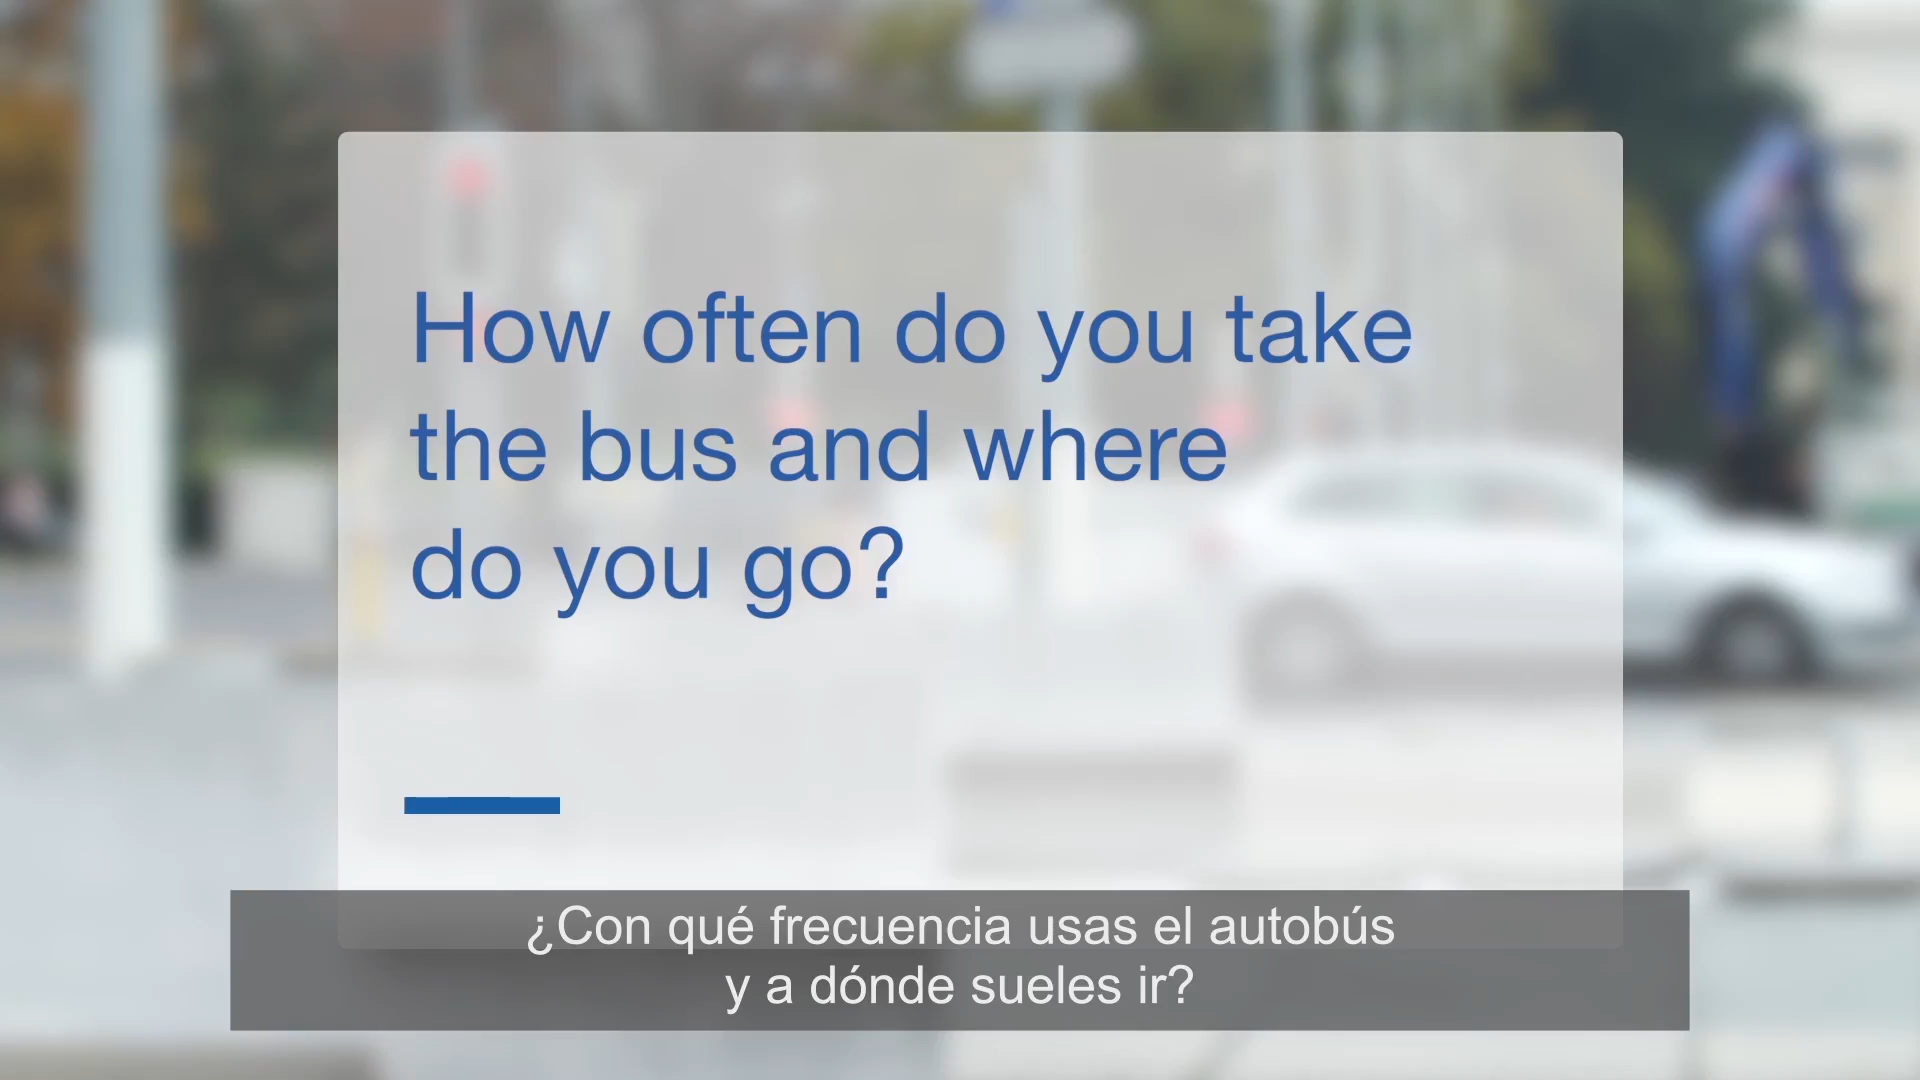 How often do you take
the bus and where
do you go?
¿Con qué frecuencia usas el autobús
y a dónde sueles ir?